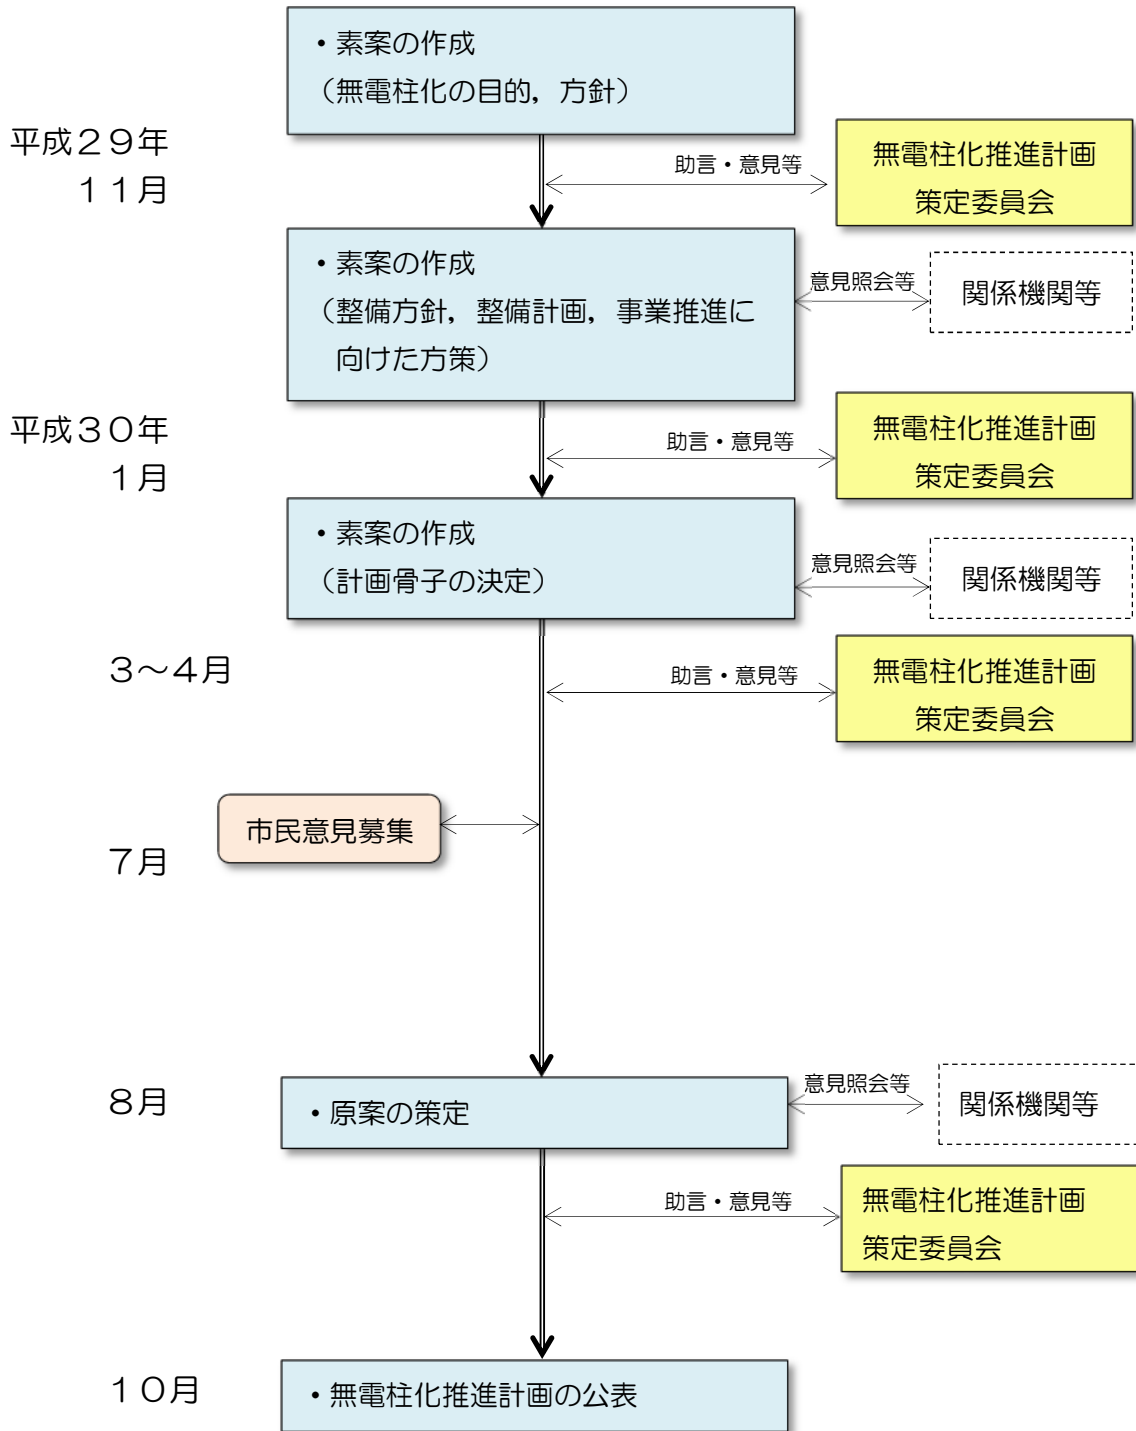 ・素案の作成
（無電柱化の目的，方針）
平成２９年
１１月
助言・意見等
無電柱化推進計画
策定委員会
・素案の作成
（整備方針，整備計画，事業推進に
向けた方策）
意見照会等
関係機関等
平成３０年
１月
助言・意見等
無電柱化推進計画
策定委員会
・素案の作成
（計画骨子の決定）
意見照会等
関係機関等
３～４月
助言・意見等
無電柱化推進計画
策定委員会
市民意見募集
７月
８月
・原案の策定
意見照会等
関係機関等
助言・意見等
無電柱化推進計画
策定委員会
１０月
・無電柱化推進計画の公表